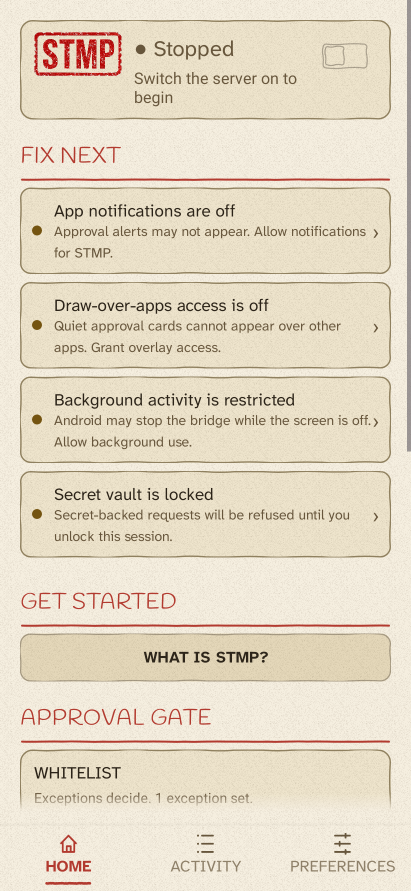 STMP
● Stopped
Switch the server on to
begin
FIX NEXT
App notifications are off
Approval alerts may not appear. Allow notifications
for STMP.
Draw-over-apps access is off
Quiet approval cards cannot appear over other
apps. Grant overlay access.
Background activity is restricted
Android may stop the bridge while the screen is off.
Allow background use.
Secret vault is locked
Secret-backed requests will be refused until you
unlock this session.
GET STARTED
WHAT IS STMP?
APPROVAL GATE
WHITELIST
Exceptions decide. 1 exception set.
HOME
ACTIVITY
PREFERENCES